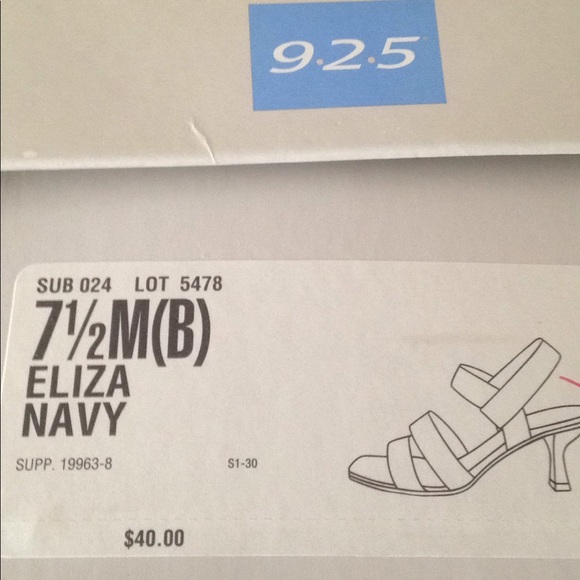 9·2·5
SUB 024 LOT 5478
7½M(B)
ELIZA
NAVY
SUPP. 19963-8 S1-30
$40.00